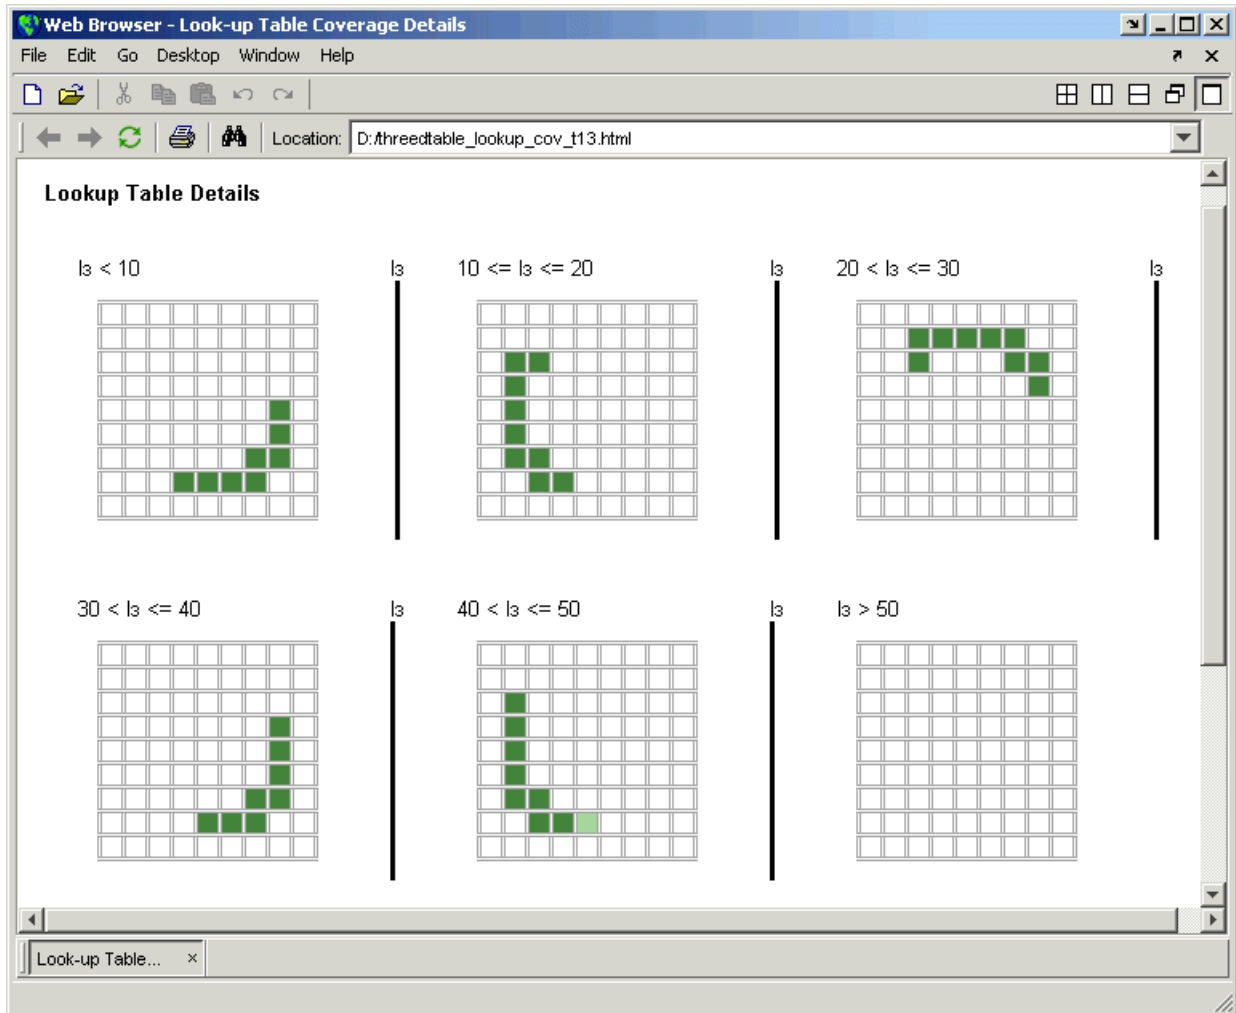 Web Browser - Look-up Table Coverage Details
File Edit Go Desktop Window Help
Location: D:/threedtable_lookup_cov_t13.html
Lookup Table Details
I3 < 10 I3 10 <= I3 <= 20 I3 20 < I3 <= 30 I3
30 < I3 <= 40 I3 40 < I3 <= 50 I3 I3 > 50
Look-up Table...